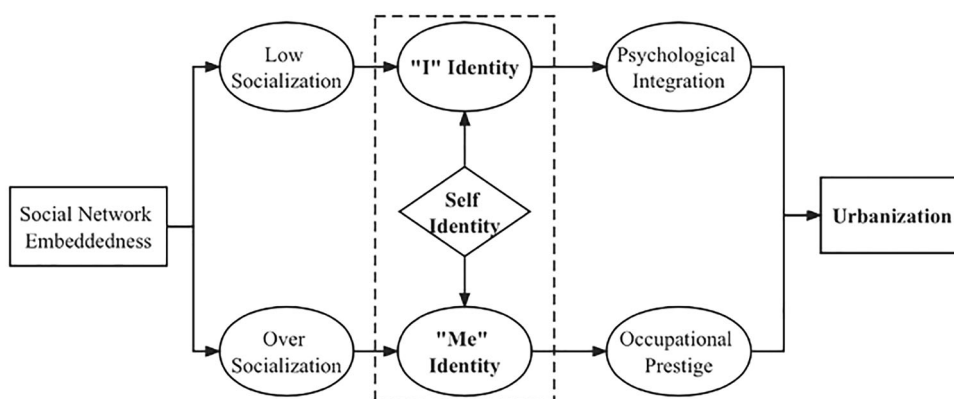 Low
Socialization
"I" Identity
Psychological
Integration
Social Network
Embeddedness
Self
Identity
Urbanization
Over
Socialization
"Me"
Identity
Occupational
Prestige